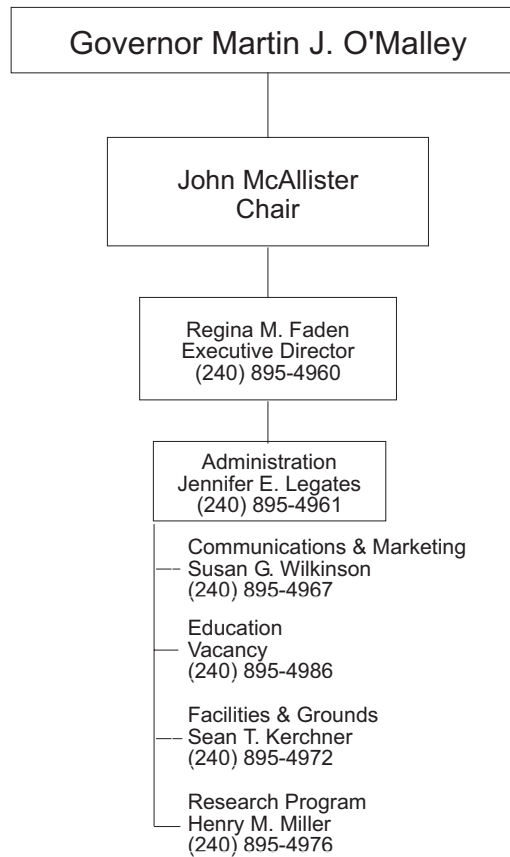 Governor Martin J. O'Malley
John McAllister
Chair
Regina M. Faden
Executive Director
(240) 895-4960
Administration
Jennifer E. Legates
(240) 895-4961
Communications & Marketing
Susan G. Wilkinson
(240) 895-4967
Education
Vacancy
(240) 895-4986
Facilities & Grounds
Sean T. Kerchner
(240) 895-4972
Research Program
Henry M. Miller
(240) 895-4976